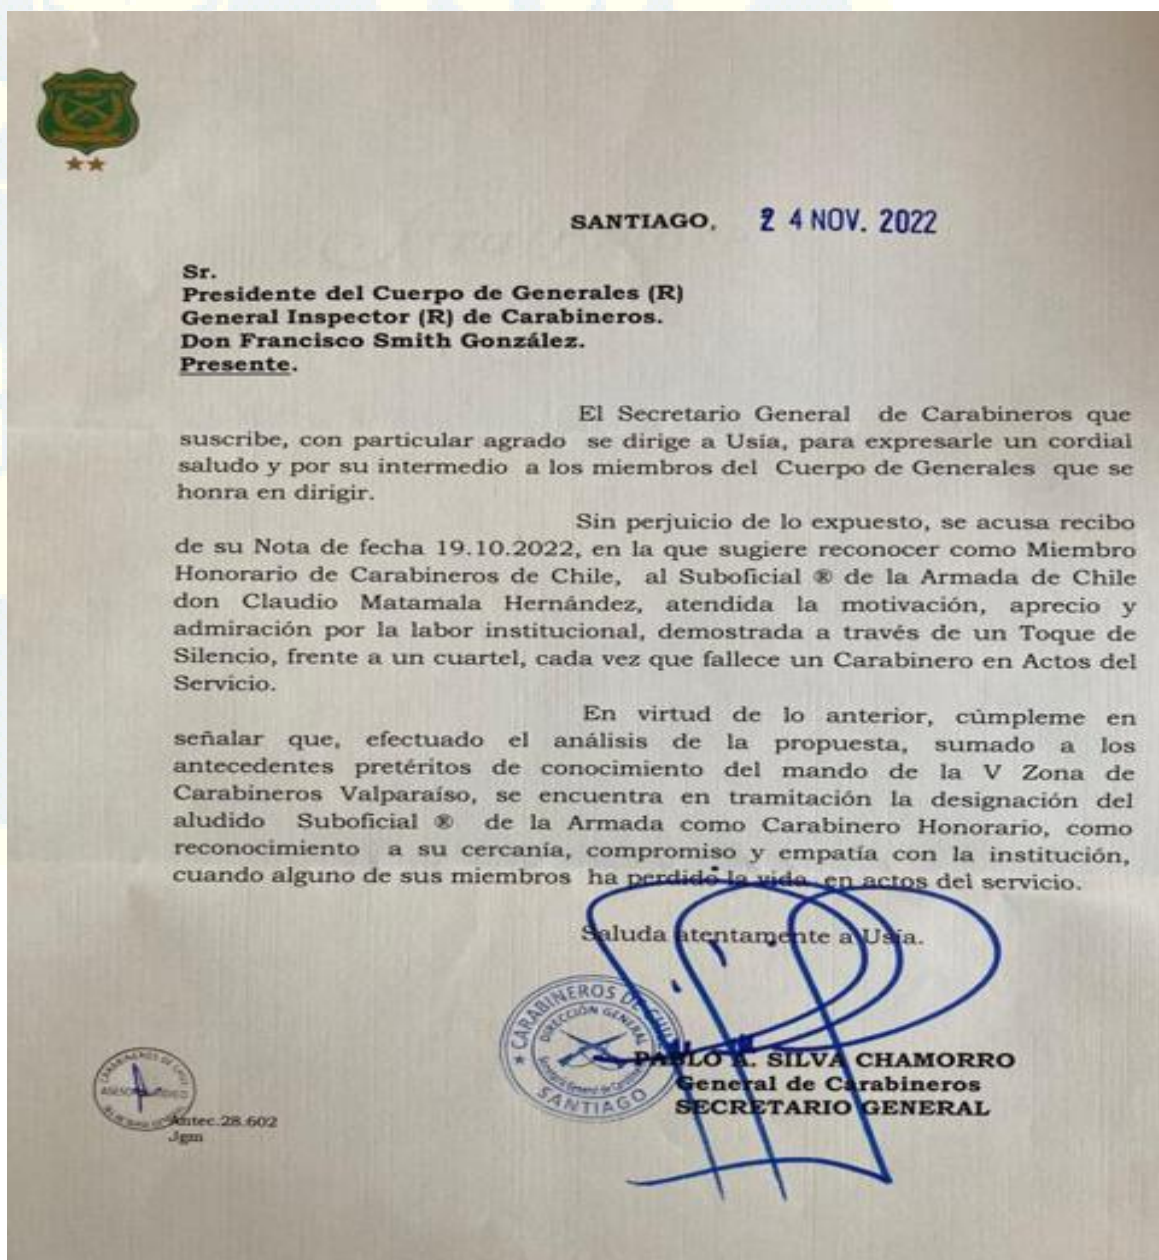 SANTIAGO, 24 NOV. 2022
Sr.
Presidente del Cuerpo de Generales (R)
General Inspector (R) de Carabineros.
Don Francisco Smith González.
Presente.
El Secretario General de Carabineros que
suscribe, con particular agrado se dirige a Usía, para expresarle un cordial
saludo y por su intermedio a los miembros del Cuerpo de Generales que se
honra en dirigir.
Sin perjuicio de lo expuesto, se acusa recibo
de su Nota de fecha 19.10.2022, en la que sugiere reconocer como Miembro
Honorario de Carabineros de Chile, al Suboficial ® de la Armada de Chile
don Claudio Matamala Hernández, atendida la motivación, aprecio y
admiración por la labor institucional, demostrada a través de un Toque de
Silencio, frente a un cuartel, cada vez que fallece un Carabinero en Actos del
Servicio.
En virtud de lo anterior, cùmpleme en
señalar que, efectuado el análisis de la propuesta, sumado a los
antecedentes pretéritos de conocimiento del mando de la V Zona de
Carabineros Valparaíso, se encuentra en tramitación la designación del
aludido Suboficial ® de la Armada como Carabinero Honorario, como
reconocimiento a su cercanía, compromiso y empatía con la institución,
cuando alguno de sus miembros ha perdido la vida en actos del servicio.
Saluda atentamente a Usía.
CARABINEROS DE CHILE
DIRECCIÓN GENERAL
Secretaría General de Carabineros
SANTIAGO
PABLO A. SILVA CHAMORRO
General de Carabineros
SECRETARIO GENERAL
CARABINEROS DE CHILE
Antec.28.602
Jgm